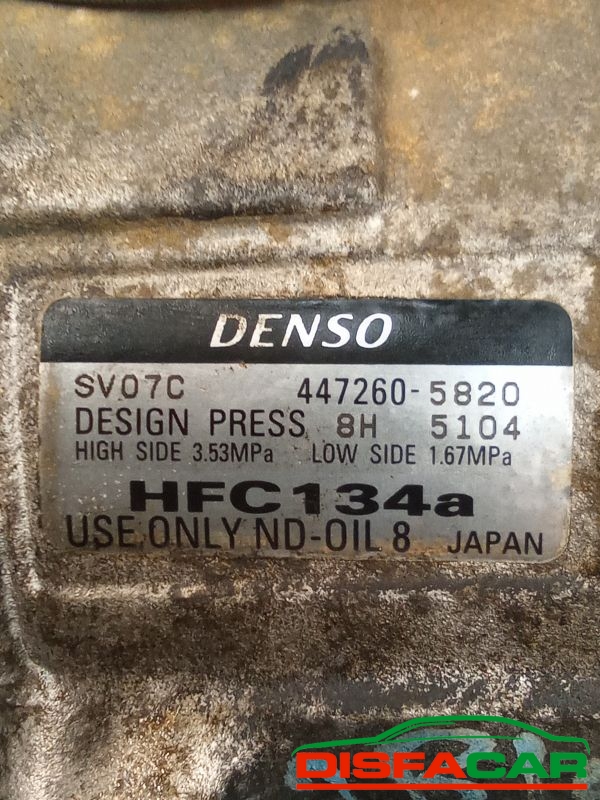 DENSO
SV07C 447260-5820
DESIGN PRESS 8H 5104
HIGH SIDE 3.53MPa LOW SIDE 1.67MPa
HFC134a
USE ONLY ND-OIL 8 JAPAN
DISFACAR